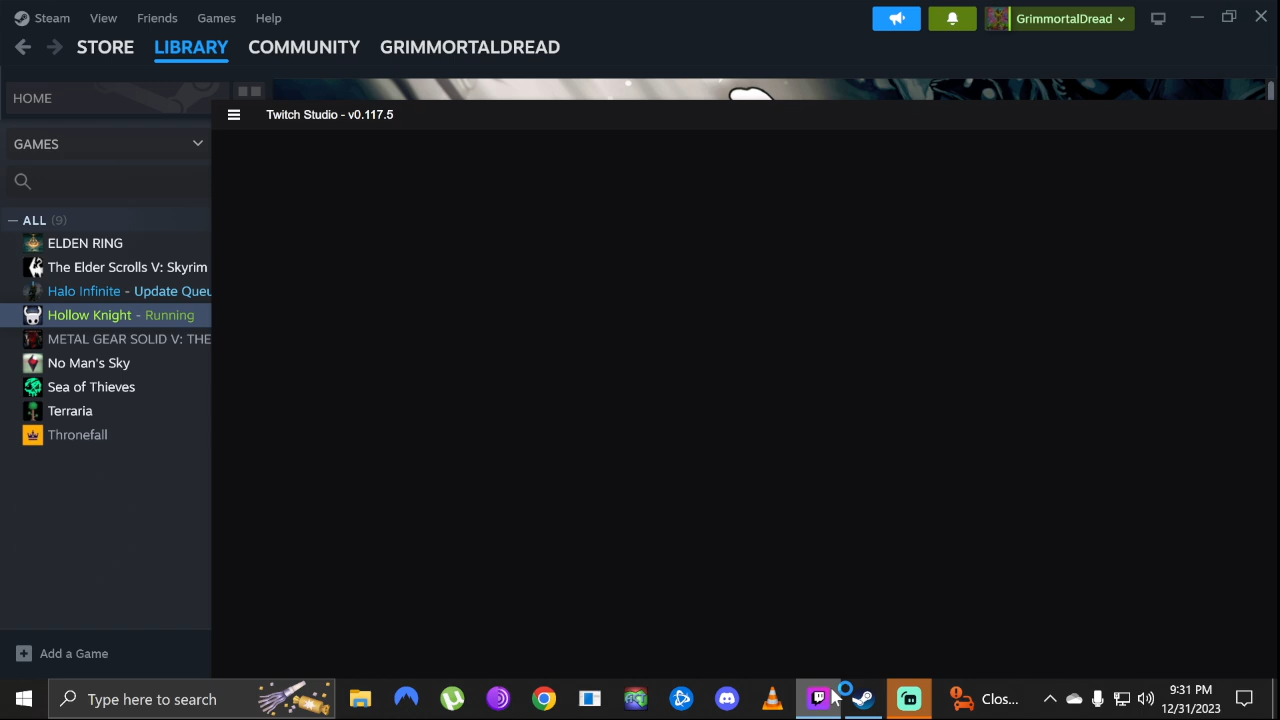 Steam View Friends Games Help GrimmortalDread
STORE LIBRARY COMMUNITY GRIMMORTALDREAD
HOME
Twitch Studio - v0.117.5
GAMES
ALL (9)
ELDEN RING
The Elder Scrolls V: Skyrim
Halo Infinite - Update Queu
Hollow Knight - Running
METAL GEAR SOLID V: THE
No Man's Sky
Sea of Thieves
Terraria
Thronefall
Add a Game
Type here to search
Clos...
9:31 PM
12/31/2023